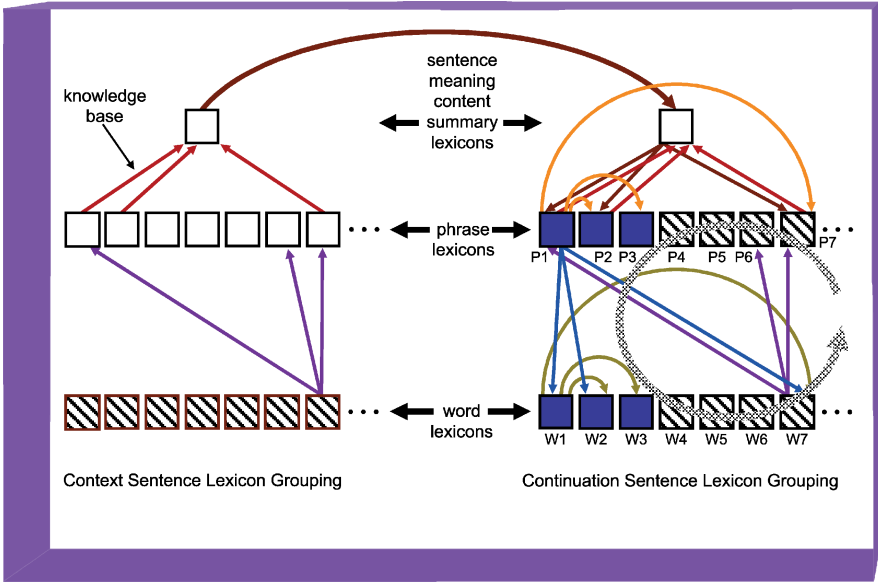 sentence
meaning
content
summary
lexicons
knowledge
base
phrase
lexicons
P1 P2 P3 P4 P5 P6 P7
word
lexicons
W1 W2 W3 W4 W5 W6 W7
Context Sentence Lexicon Grouping
Continuation Sentence Lexicon Grouping